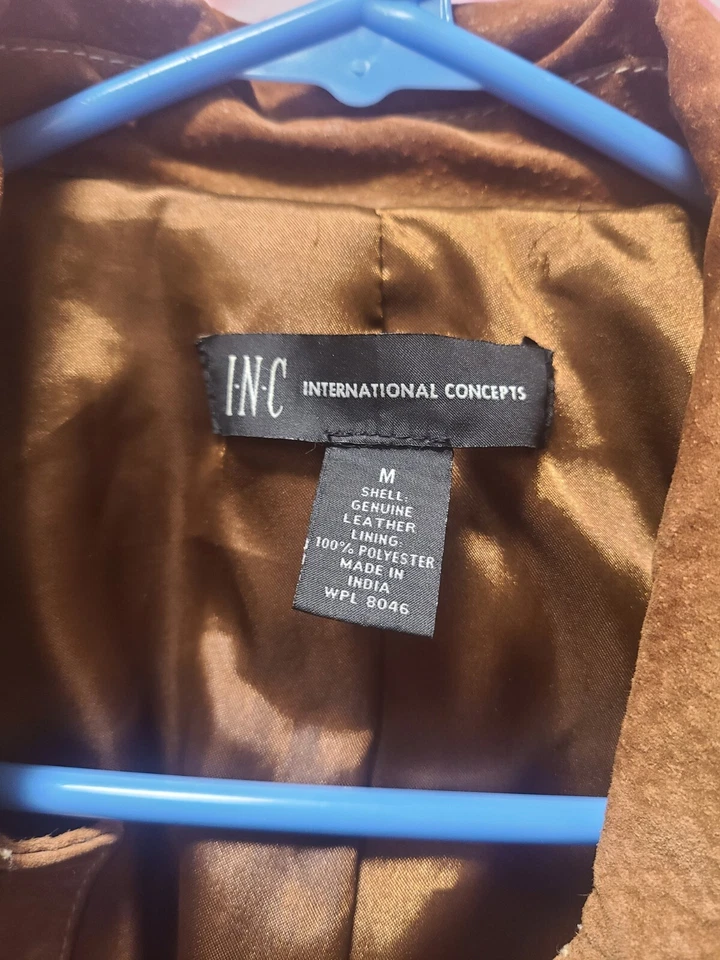 I·N·C INTERNATIONAL CONCEPTS
M
SHELL:
GENUINE
LEATHER
LINING:
100% POLYESTER
MADE IN
INDIA
WPL 8046